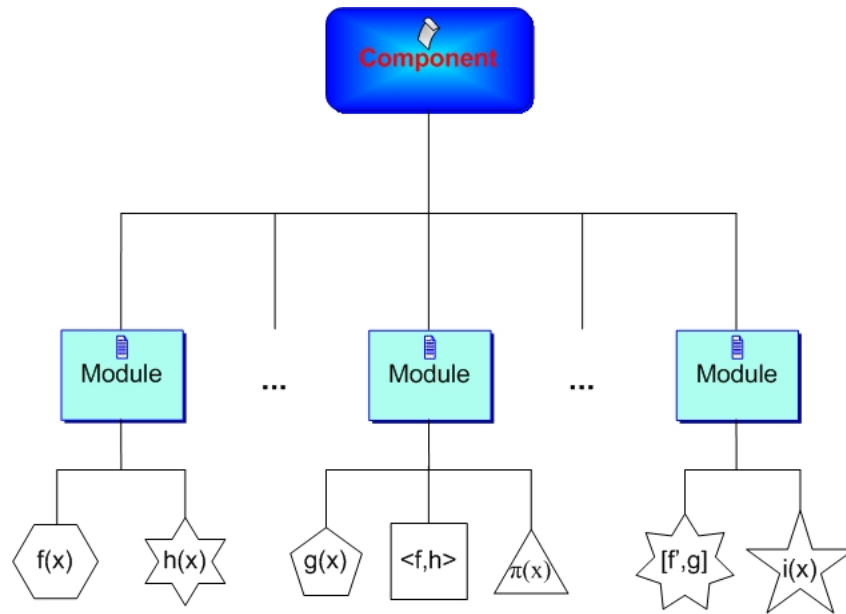 Component
Module
...
Module
...
Module
f(x)
h(x)
g(x)
<f,h>
π(x)
[f',g]
i(x)